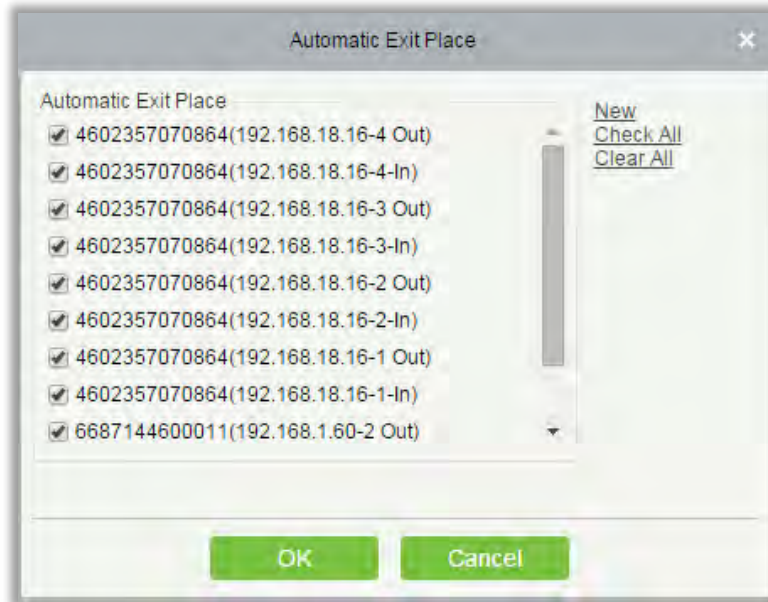 Automatic Exit Place
Automatic Exit Place
4602357070864(192.168.18.16-4 Out)
4602357070864(192.168.18.16-4-In)
4602357070864(192.168.18.16-3 Out)
4602357070864(192.168.18.16-3-In)
4602357070864(192.168.18.16-2 Out)
4602357070864(192.168.18.16-2-In)
4602357070864(192.168.18.16-1 Out)
4602357070864(192.168.18.16-1-In)
6687144600011(192.168.1.60-2 Out)
New
Check All
Clear All
OK
Cancel